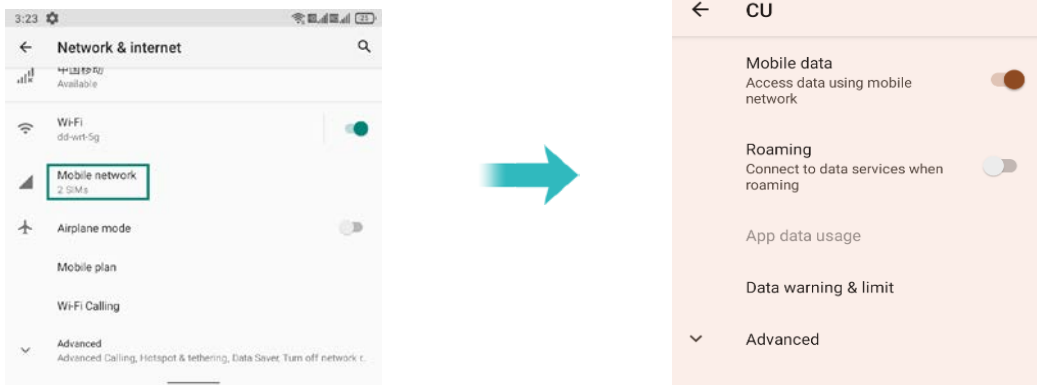 3:23
21
Network & internet
中国移动
Available
Wi-Fi
dd-wrt-5g
Mobile network
2 SIMs
Airplane mode
Mobile plan
Wi-Fi Calling
Advanced
Advanced Calling, Hotspot & tethering, Data Saver, Turn off network r..
CU
Mobile data
Access data using mobile
network
Roaming
Connect to data services when
roaming
App data usage
Data warning & limit
Advanced